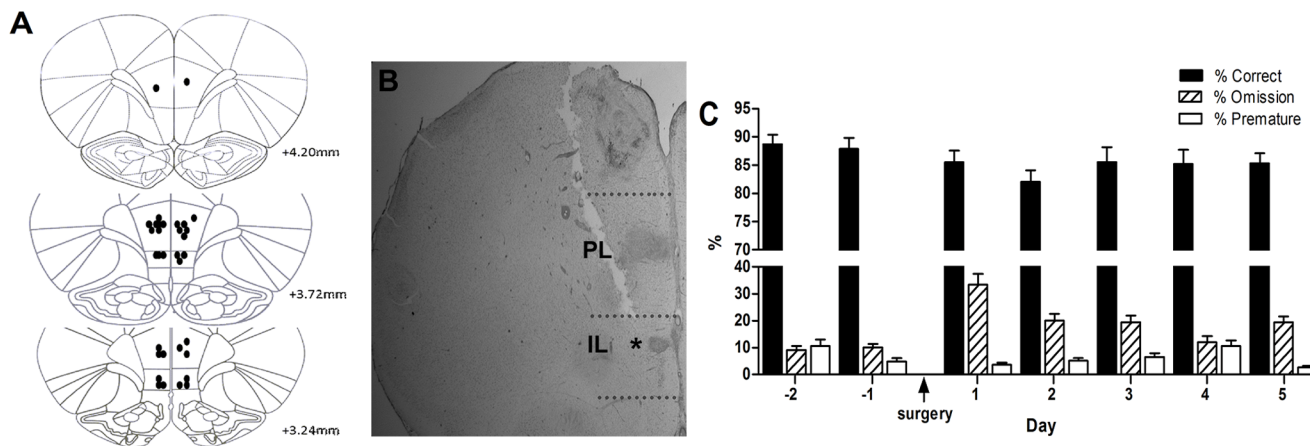 A
+4.20mm
+3.72mm
+3.24mm
B
PL
IL *
C
% Correct
% Omission
% Premature
%
95
90
85
80
75
70
40
30
20
10
0
-2 -1 1 2 3 4 5
surgery
Day